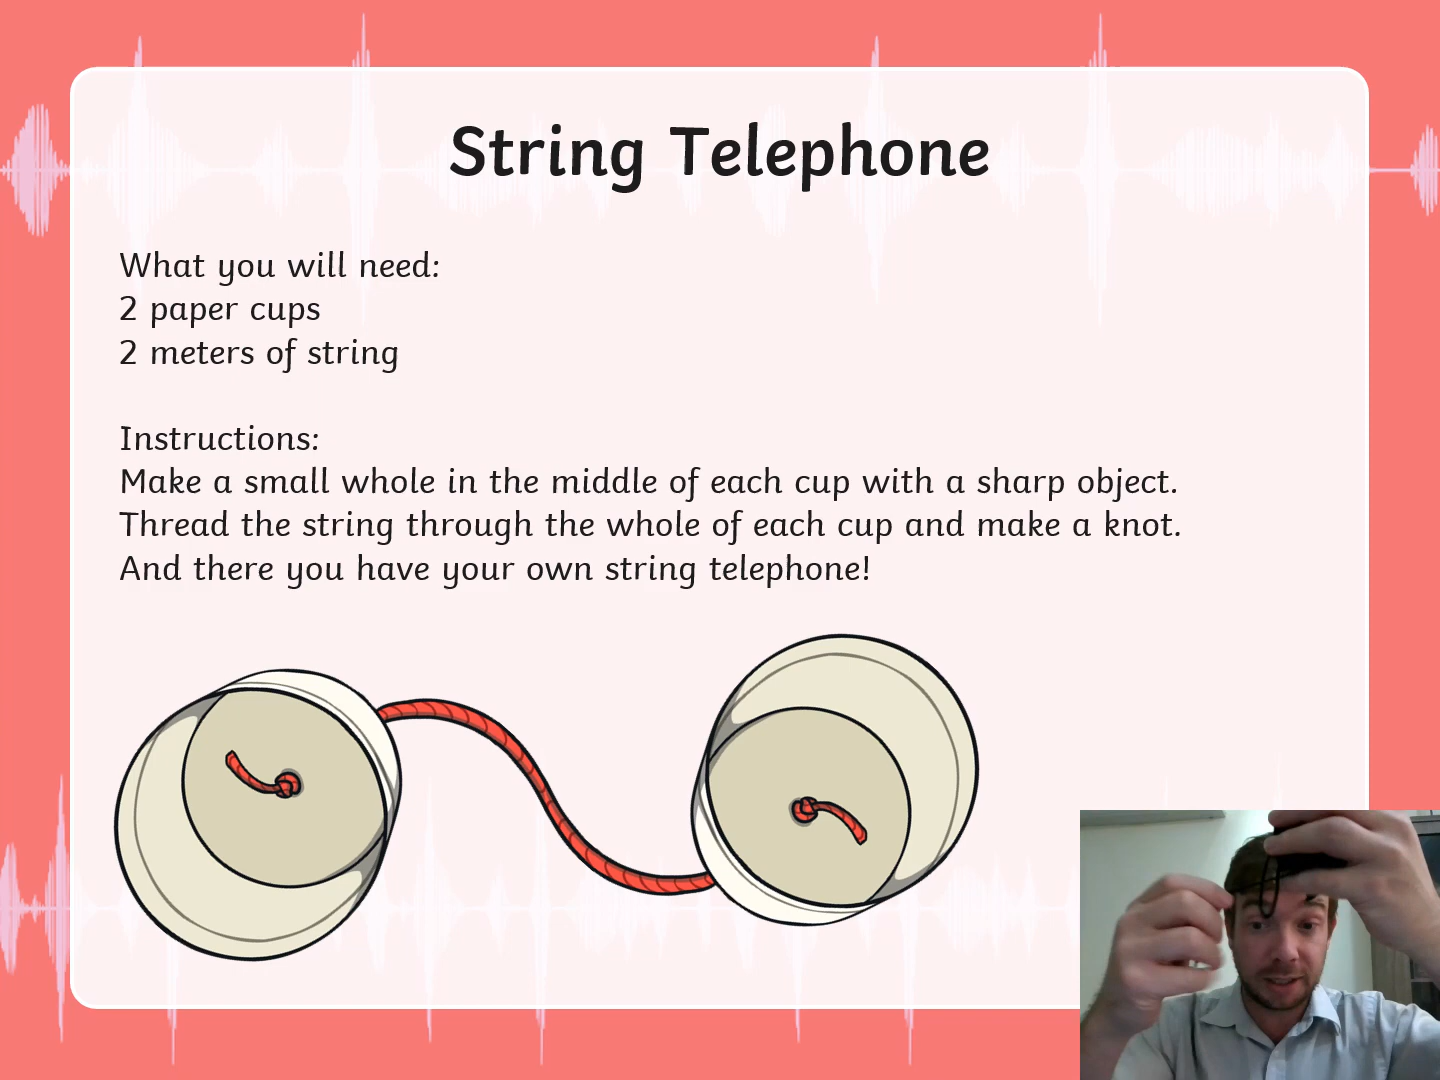 String Telephone
What you will need:
2 paper cups
2 meters of string
Instructions:
Make a small whole in the middle of each cup with a sharp object.
Thread the string through the whole of each cup and make a knot.
And there you have your own string telephone!